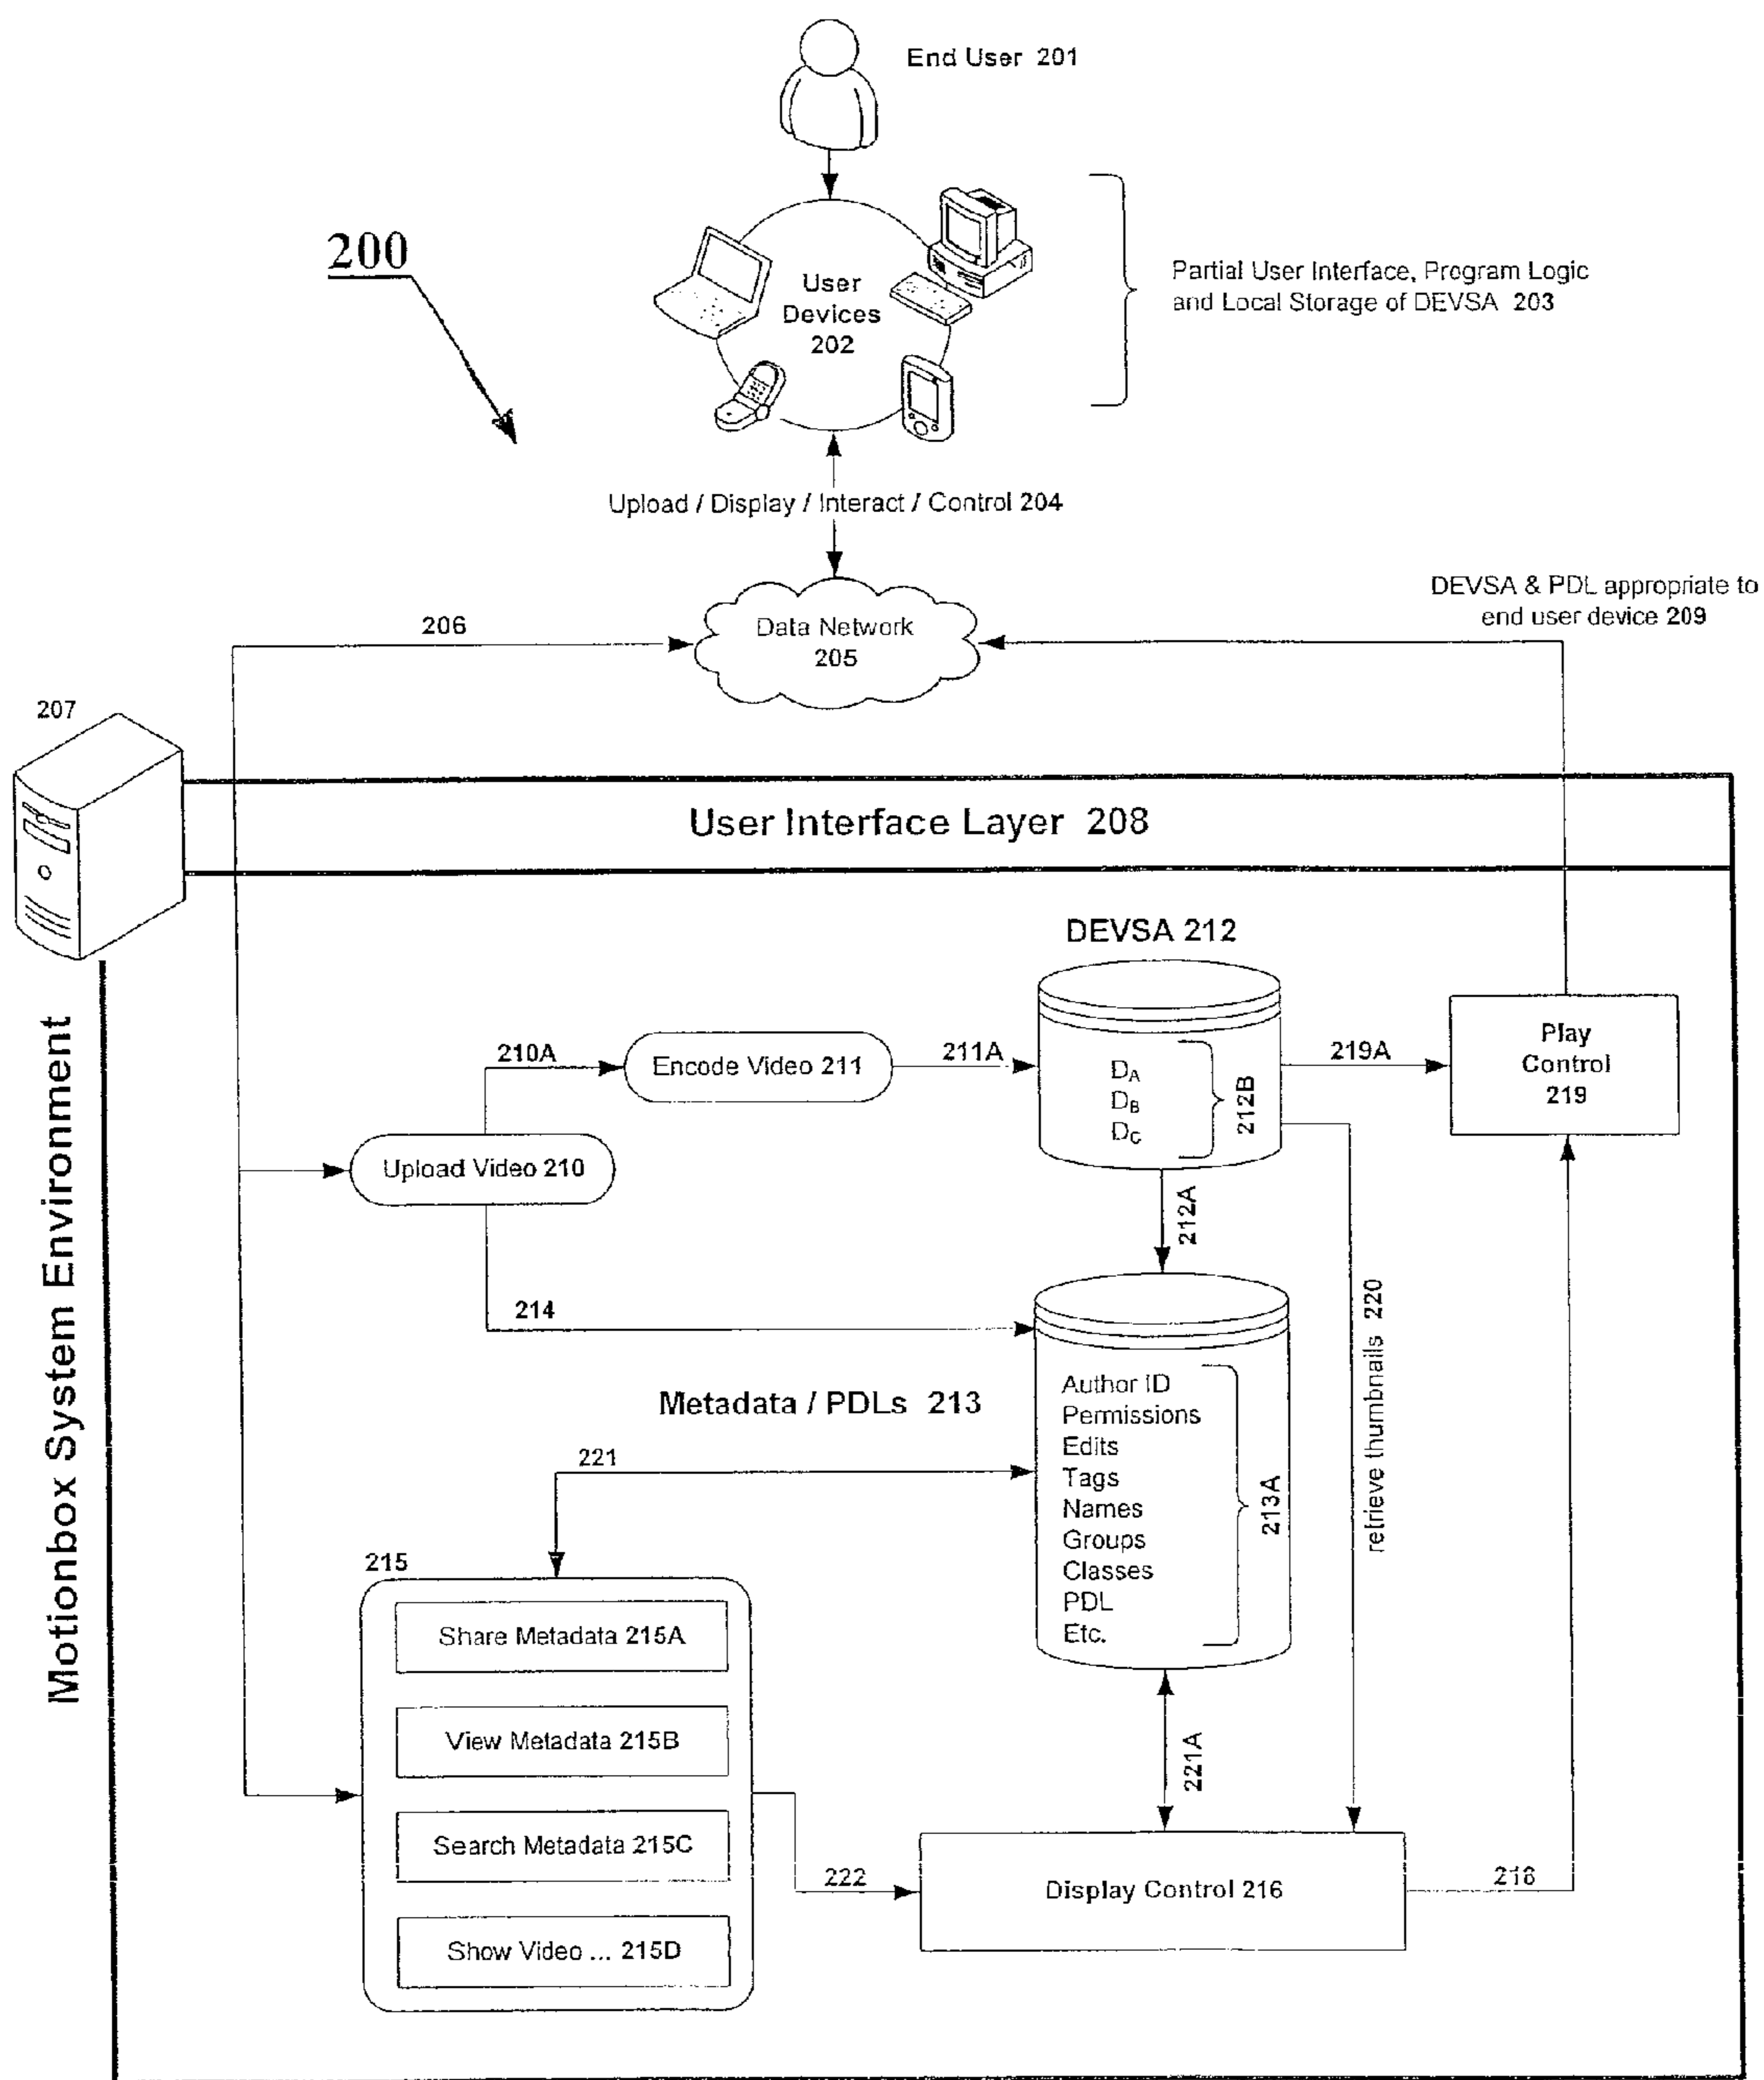 End User 201
200
User
Devices
202
Partial User Interface, Program Logic
and Local Storage of DEVSA 203
Upload / Display / Interact / Control 204
DEVSA & PDL appropriate to
end user device 209
206
Data Network
205
207
User Interface Layer 208
Motionbox System Environment
DEVSA 212
210A
Encode Video 211
211A
DA
DB
DC
212B
219A
Play
Control
219
Upload Video 210
212A
214
retrieve thumbnails 220
Metadata / PDLs 213
Author ID
Permissions
Edits
Tags
Names
Groups
Classes
PDL
Etc.
213A
221
215
Share Metadata 215A
View Metadata 215B
Search Metadata 215C
Show Video ... 215D
221A
222
Display Control 216
218